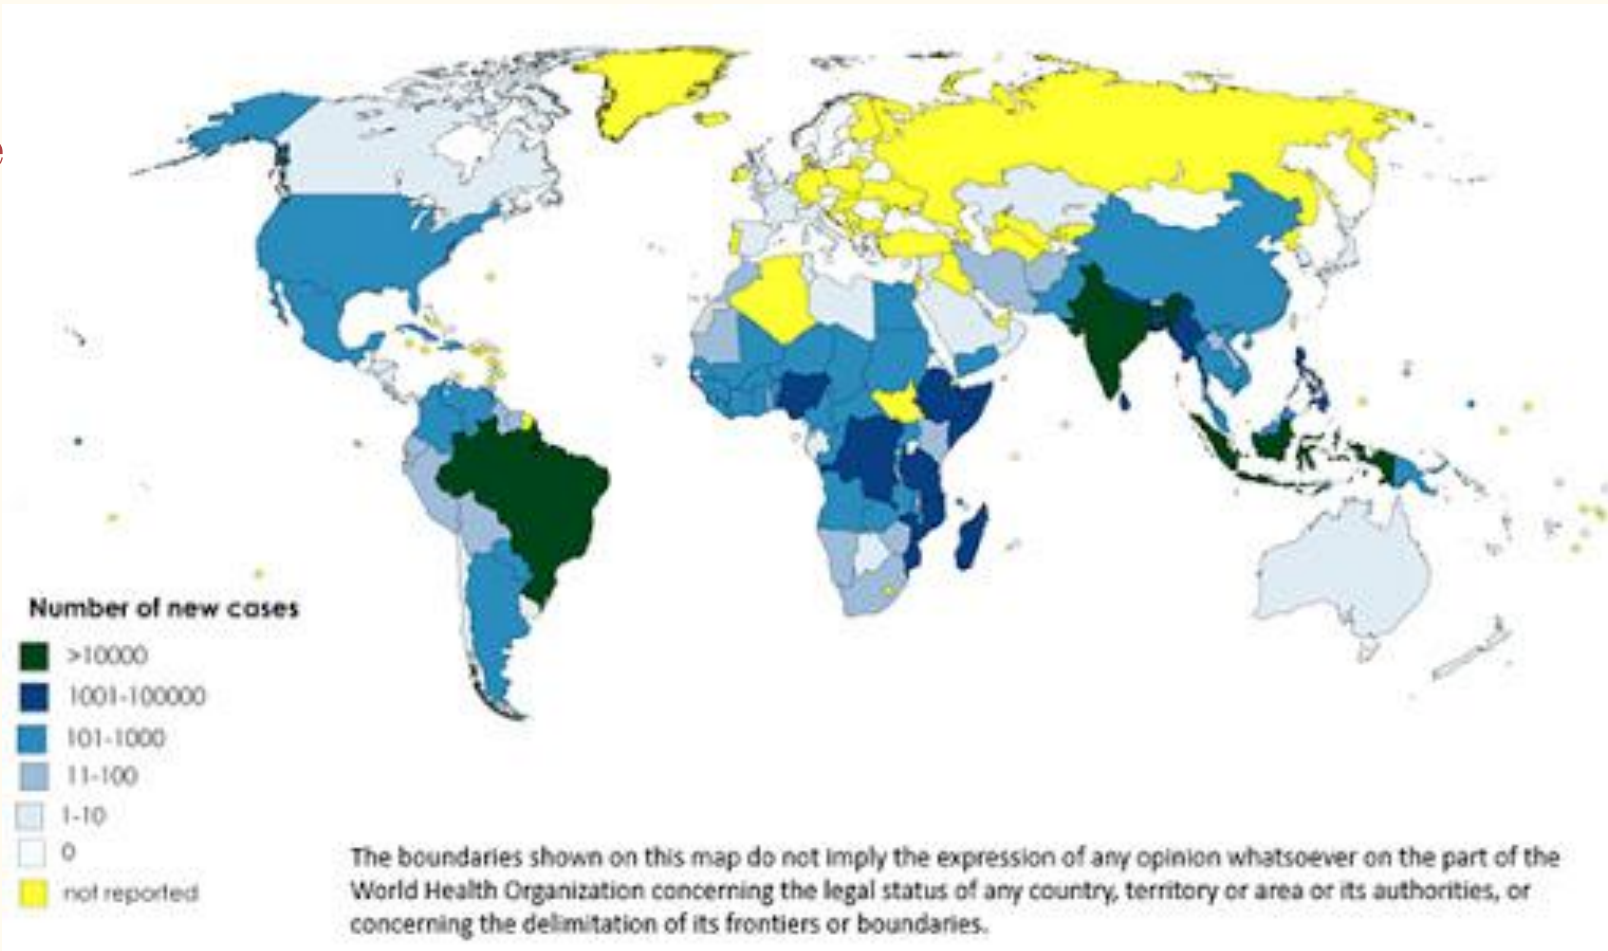 e
Number of new cases
>10000
1001-100000
101-1000
11-100
1-10
0
not reported
The boundaries shown on this map do not imply the expression of any opinion whatsoever on the part of the
World Health Organization concerning the legal status of any country, territory or area or its authorities, or
concerning the delimitation of its frontiers or boundaries.